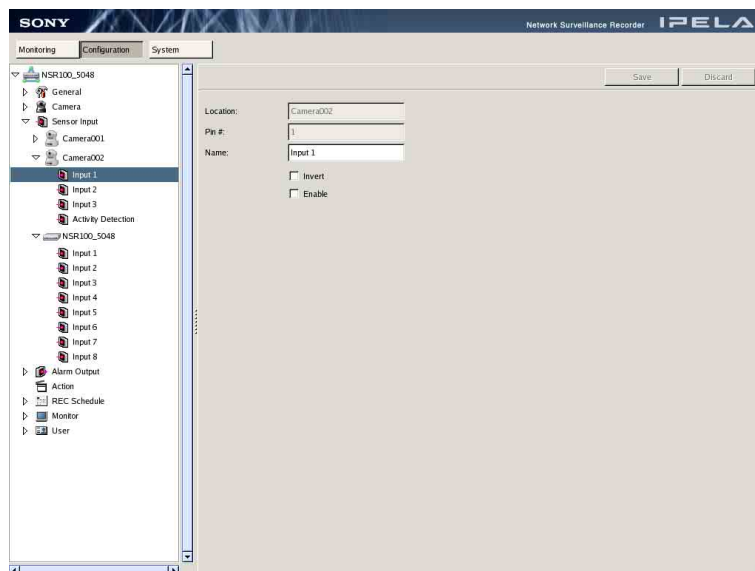 SONY
Network Surveillance Recorder IPELA
Monitoring Configuration System
NSR100_5048
General
Camera
Sensor Input
Camera001
Camera002
Input 1
Input 2
Input 3
Activity Detection
NSR100_5048
Input 1
Input 2
Input 3
Input 4
Input 5
Input 6
Input 7
Input 8
Alarm Output
Action
REC Schedule
Monitor
User
Save Discard
Location: Camera002
Pin #: 1
Name: Input 1
Invert
Enable